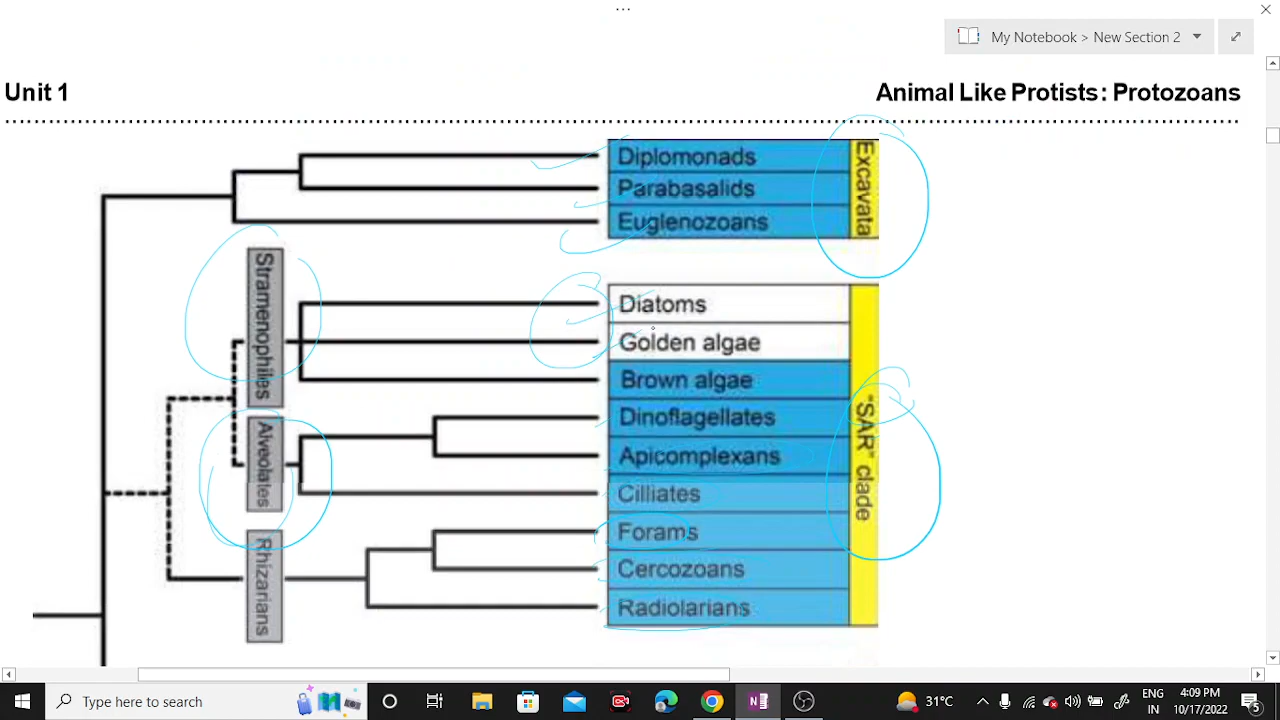 ...
My Notebook > New Section 2
Unit 1
Animal Like Protists: Protozoans
Diplomonads
Parabasalids
Euglenozoans
Excavata
Stramenophiles
Diatoms
Golden algae
Brown algae
Alveolates
Dinoflagellates
Apicomplexans
Cilliates
Rhizarians
Forams
Cercozoans
Radiolarians
"SAR" clade
Type here to search
31°C
ENG
IN
4:09 PM
10/17/2022
5